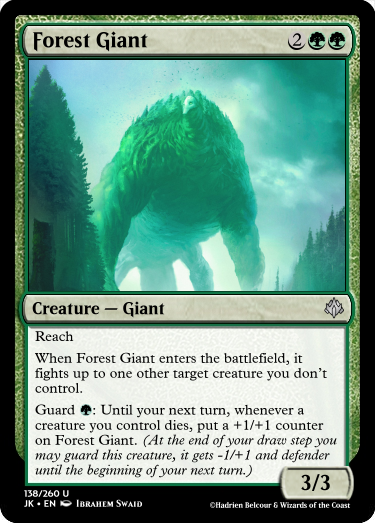 Forest Giant 2
Creature — Giant
Reach
When Forest Giant enters the battlefield, it
fights up to one other target creature you don't
control.
Guard : Until your next turn, whenever a
creature you control dies, put a +1/+1 counter
on Forest Giant. (At the end of your draw step you
may guard this creature, it gets -1/+1 and defender
until the beginning of your next turn.)
3/3
138/260 U
JK • EN Ibrahem Swaid
©Hadrien Belcour & Wizards of the Coast